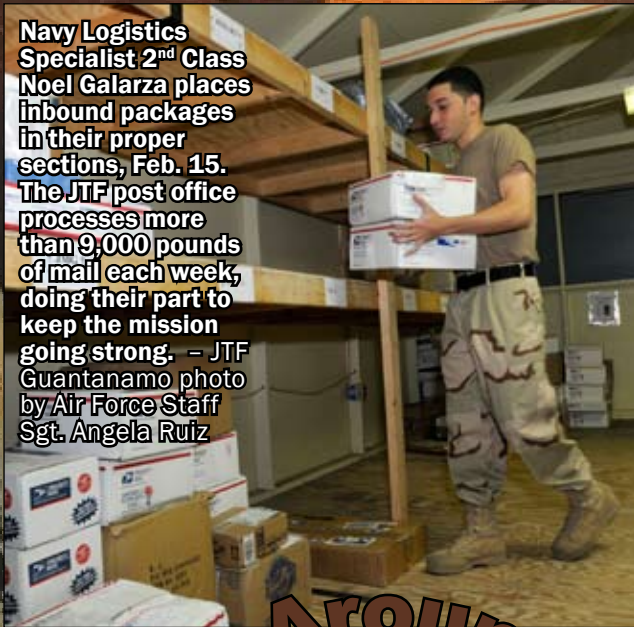 Navy Logistics
Specialist 2nd Class
Noel Galarza places
inbound packages
in their proper
sections, Feb. 15.
The JTF post office
processes more
than 9,000 pounds
of mail each week,
doing their part to
keep the mission
going strong. – JTF
Guantanamo photo
by Air Force Staff
Sgt. Angela Ruiz